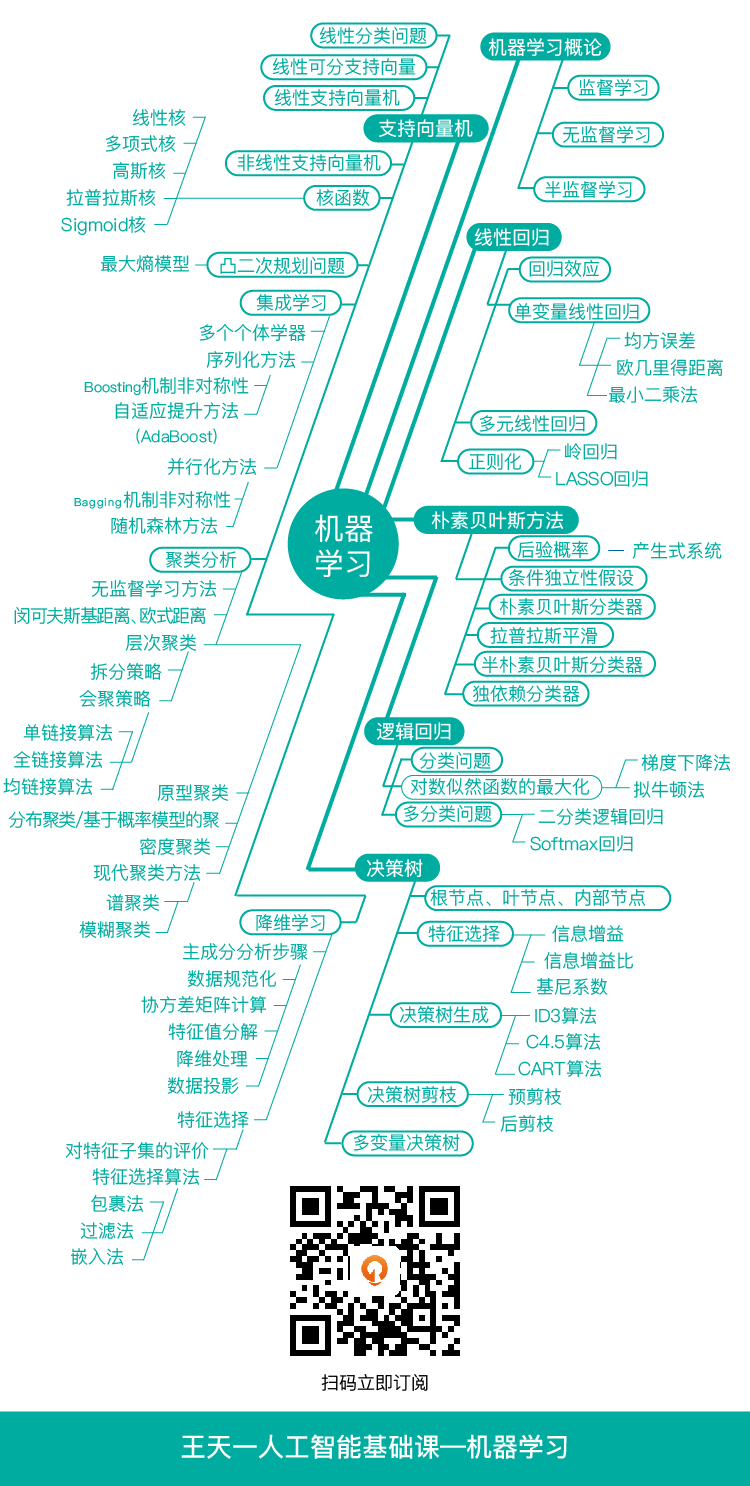 机器学习
机器学习概论
监督学习
无监督学习
半监督学习
线性回归
回归效应
单变量线性回归
均方误差
欧几里得距离
最小二乘法
多元线性回归
正则化
岭回归
LASSO回归
朴素贝叶斯方法
后验概率
产生式系统
条件独立性假设
朴素贝叶斯分类器
拉普拉斯平滑
半朴素贝叶斯分类器
独依赖分类器
逻辑回归
分类问题
对数似然函数的最大化
梯度下降法
拟牛顿法
多分类问题
二分类逻辑回归
Softmax回归
决策树
根节点、叶节点、内部节点
特征选择
信息增益
信息增益比
基尼系数
决策树生成
ID3算法
C4.5算法
CART算法
决策树剪枝
预剪枝
后剪枝
多变量决策树
支持向量机
线性分类问题
线性可分支持向量
线性支持向量机
非线性支持向量机
核函数
线性核
多项式核
高斯核
拉普拉斯核
Sigmoid核
凸二次规划问题
最大熵模型
集成学习
多个个体学器
序列化方法
Boosting机制非对称性
自适应提升方法
(AdaBoost)
并行化方法
Bagging机制非对称性
随机森林方法
聚类分析
无监督学习方法
闵可夫斯基距离、欧式距离
层次聚类
拆分策略
会聚策略
单链接算法
全链接算法
均链接算法
原型聚类
分布聚类/基于概率模型的聚
密度聚类
现代聚类方法
谱聚类
模糊聚类
降维学习
主成分分析步骤
数据规范化
协方差矩阵计算
特征值分解
降维处理
数据投影
特征选择
对特征子集的评价
特征选择算法
包裹法
过滤法
嵌入法
扫码立即订阅
王天一人工智能基础课—机器学习